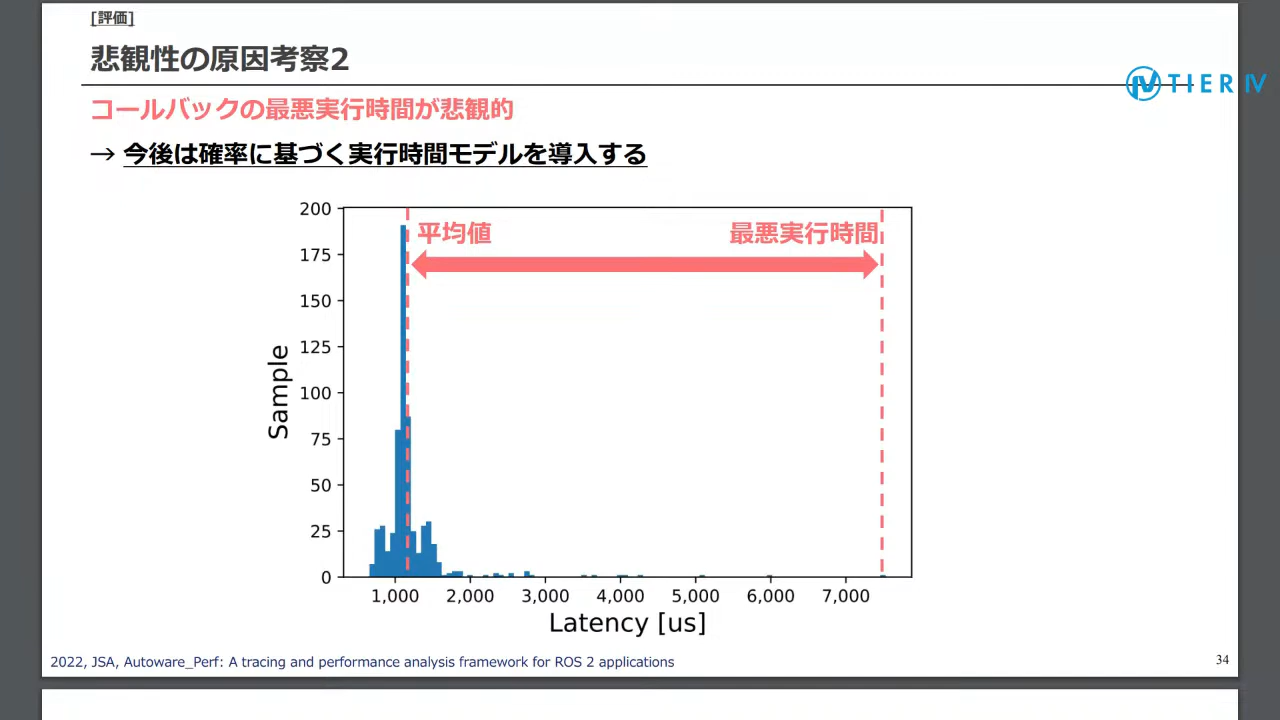 [評価]
悲観性の原因考察2
TIER IV
コールバックの最悪実行時間が悲観的
→ 今後は確率に基づく実行時間モデルを導入する
平均値
最悪実行時間
200
175
150
125
100
75
50
25
0
Sample
1,000 2,000 3,000 4,000 5,000 6,000 7,000
Latency [us]
2022, JSA, Autoware_Perf: A tracing and performance analysis framework for ROS 2 applications
34